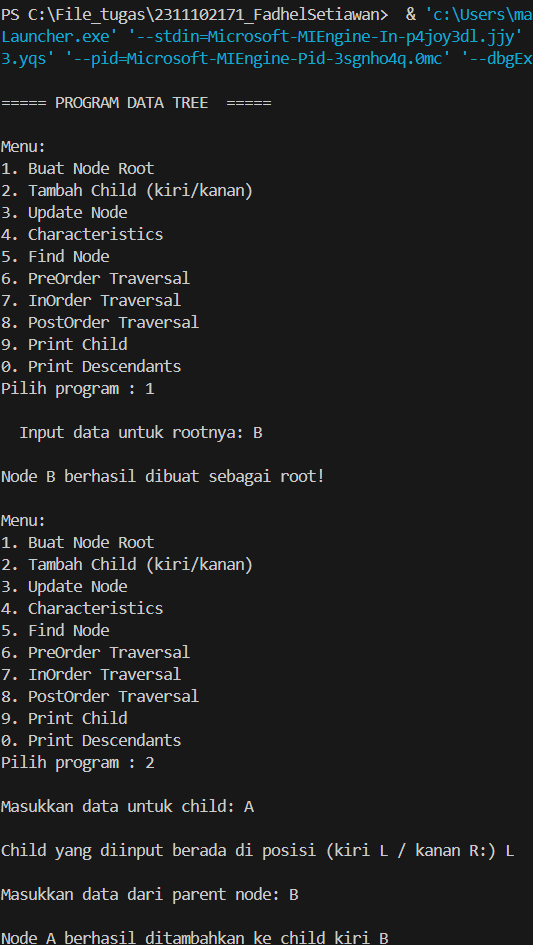 PS C:\File_tugas\2311102171_FadhelSetiawan>  & 'c:\Users\ma
Launcher.exe' '--stdin=Microsoft-MIEngine-In-p4joy3dl.jjy'
3.yqs' '--pid=Microsoft-MIEngine-Pid-3sgnho4q.0mc' '--dbgEx
===== PROGRAM DATA TREE  =====
Menu:
1. Buat Node Root
2. Tambah Child (kiri/kanan)
3. Update Node
4. Characteristics
5. Find Node
6. PreOrder Traversal
7. InOrder Traversal
8. PostOrder Traversal
9. Print Child
0. Print Descendants
Pilih program : 1
Input data untuk rootnya: B
Node B berhasil dibuat sebagai root!
Menu:
1. Buat Node Root
2. Tambah Child (kiri/kanan)
3. Update Node
4. Characteristics
5. Find Node
6. PreOrder Traversal
7. InOrder Traversal
8. PostOrder Traversal
9. Print Child
0. Print Descendants
Pilih program : 2
Masukkan data untuk child: A
Child yang diinput berada di posisi (kiri L / kanan R:) L
Masukkan data dari parent node: B
Node A berhasil ditambahkan ke child kiri B